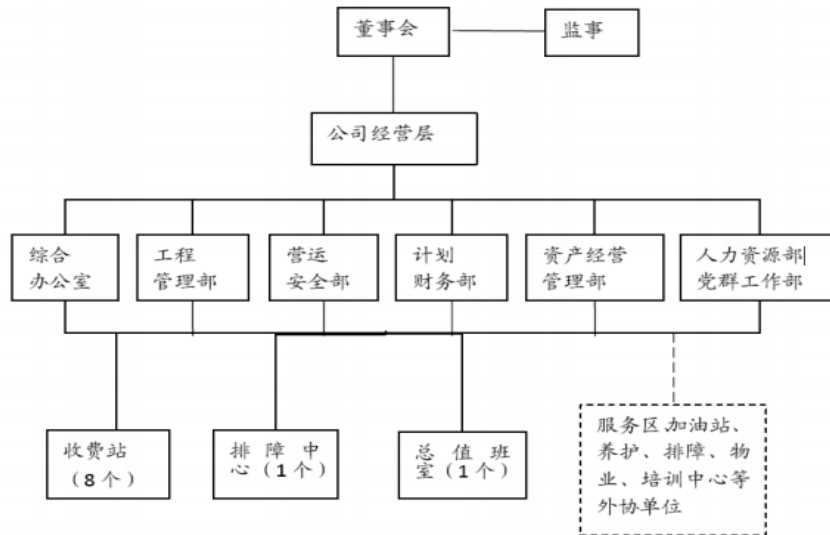 董事会
监事
公司经营层
综合
办公室
工程
管理部
营运
安全部
计划
财务部
资产经营
管理部
人力资源部
党群工作部
收费站
（8个）
排障中
心（1个）
总值班
室（1个）
服务区加油站、
养护、排障、物
业、培训中心等
外协单位